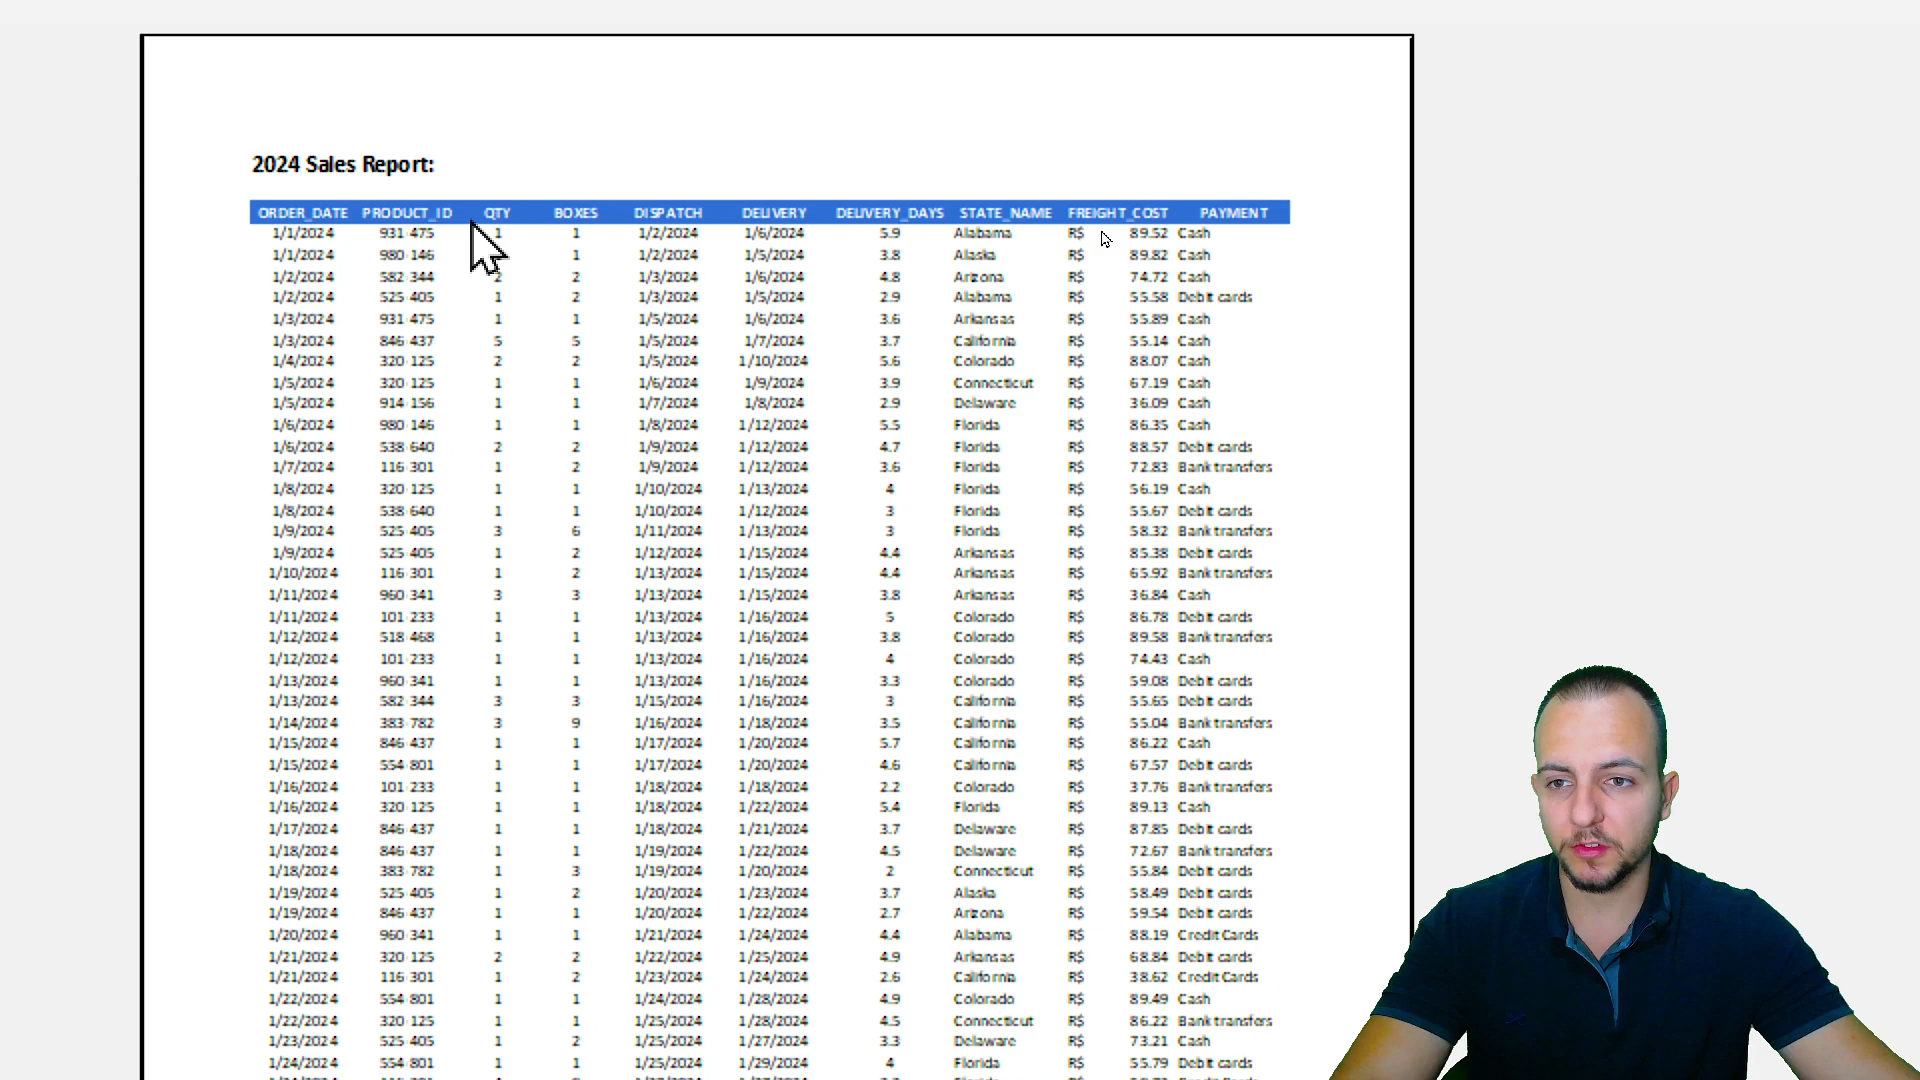 2024 Sales Report:
ORDER_DATE PRODUCT_ID QTY BOXES DISPATCH DELIVERY DELIVERY_DAYS STATE_NAME FREIGHT_COST PAYMENT
1/1/2024 931-475 1 1 1/2/2024 1/6/2024 5.9 Alabama R$ 89.52 Cash
1/1/2024 980-146 1 1/2/2024 1/5/2024 3.8 Alaska R$ 89.82 Cash
1/2/2024 582-344 2 2 1/3/2024 1/6/2024 4.8 Arizona R$ 74.72 Cash
1/2/2024 525-405 1 2 1/3/2024 1/5/2024 2.9 Alabama R$ 55.58 Debit cards
1/3/2024 931-475 1 1 1/5/2024 1/6/2024 3.6 Arkansas R$ 55.89 Cash
1/3/2024 846-437 5 5 1/5/2024 1/7/2024 3.7 California R$ 55.14 Cash
1/4/2024 320-125 2 2 1/5/2024 1/10/2024 5.6 Colorado R$ 88.07 Cash
1/5/2024 320-125 1 1 1/6/2024 1/9/2024 3.9 Connecticut R$ 67.19 Cash
1/5/2024 914-156 1 1 1/7/2024 1/8/2024 2.9 Delaware R$ 36.09 Cash
1/6/2024 980-146 1 1 1/8/2024 1/12/2024 5.5 Florida R$ 86.35 Cash
1/6/2024 538-640 2 2 1/9/2024 1/12/2024 4.7 Florida R$ 88.57 Debit cards
1/7/2024 116-301 1 2 1/9/2024 1/12/2024 3.6 Florida R$ 72.83 Bank transfers
1/8/2024 320-125 1 1 1/10/2024 1/13/2024 4 Florida R$ 56.19 Cash
1/8/2024 538-640 1 1 1/10/2024 1/12/2024 3 Florida R$ 55.67 Debit cards
1/9/2024 525-405 3 6 1/11/2024 1/13/2024 3 Florida R$ 58.32 Bank transfers
1/9/2024 525-405 1 2 1/12/2024 1/15/2024 4.4 Arkansas R$ 85.38 Debit cards
1/10/2024 116-301 1 2 1/13/2024 1/15/2024 4.4 Arkansas R$ 65.92 Bank transfers
1/11/2024 960-341 3 3 1/13/2024 1/15/2024 3.8 Arkansas R$ 36.84 Cash
1/11/2024 101-233 1 1 1/13/2024 1/16/2024 5 Colorado R$ 86.78 Debit cards
1/12/2024 518-468 1 1 1/13/2024 1/16/2024 3.8 Colorado R$ 89.58 Bank transfers
1/12/2024 101-233 1 1 1/13/2024 1/16/2024 4 Colorado R$ 74.43 Cash
1/13/2024 960-341 1 1 1/13/2024 1/16/2024 3.3 Colorado R$ 59.08 Debit cards
1/13/2024 582-344 3 3 1/15/2024 1/16/2024 3 California R$ 55.65 Debit cards
1/14/2024 383-782 3 9 1/16/2024 1/18/2024 3.5 California R$ 55.04 Bank transfers
1/15/2024 846-437 1 1 1/17/2024 1/20/2024 5.7 California R$ 86.22 Cash
1/15/2024 554-801 1 1 1/17/2024 1/20/2024 4.6 California R$ 67.57 Debit cards
1/16/2024 101-233 1 1 1/18/2024 1/18/2024 2.2 Colorado R$ 37.76 Bank transfers
1/16/2024 320-125 1 1 1/18/2024 1/22/2024 5.4 Florida R$ 89.13 Cash
1/17/2024 846-437 1 1 1/18/2024 1/21/2024 3.7 Delaware R$ 87.85 Debit cards
1/18/2024 846-437 1 1 1/19/2024 1/22/2024 4.5 Delaware R$ 72.67 Bank transfers
1/18/2024 383-782 1 3 1/19/2024 1/20/2024 2 Connecticut R$ 55.84 Debit cards
1/19/2024 525-405 1 2 1/20/2024 1/23/2024 3.7 Alaska R$ 58.49 Debit cards
1/19/2024 846-437 1 1 1/20/2024 1/22/2024 2.7 Arizona R$ 59.54 Debit cards
1/20/2024 960-341 1 1 1/21/2024 1/24/2024 4.4 Alabama R$ 88.19 Credit Cards
1/21/2024 320-125 2 2 1/22/2024 1/25/2024 4.9 Arkansas R$ 68.84 Debit cards
1/21/2024 116-301 1 2 1/23/2024 1/24/2024 2.6 California R$ 38.62 Credit Cards
1/22/2024 554-801 1 1 1/24/2024 1/28/2024 4.9 Colorado R$ 89.49 Cash
1/22/2024 320-125 1 1 1/25/2024 1/28/2024 4.5 Connecticut R$ 86.22 Bank transfers
1/23/2024 525-405 1 2 1/25/2024 1/27/2024 3.3 Delaware R$ 73.21 Cash
1/24/2024 554-801 1 1 1/25/2024 1/29/2024 4 Florida R$ 55.79 Debit cards